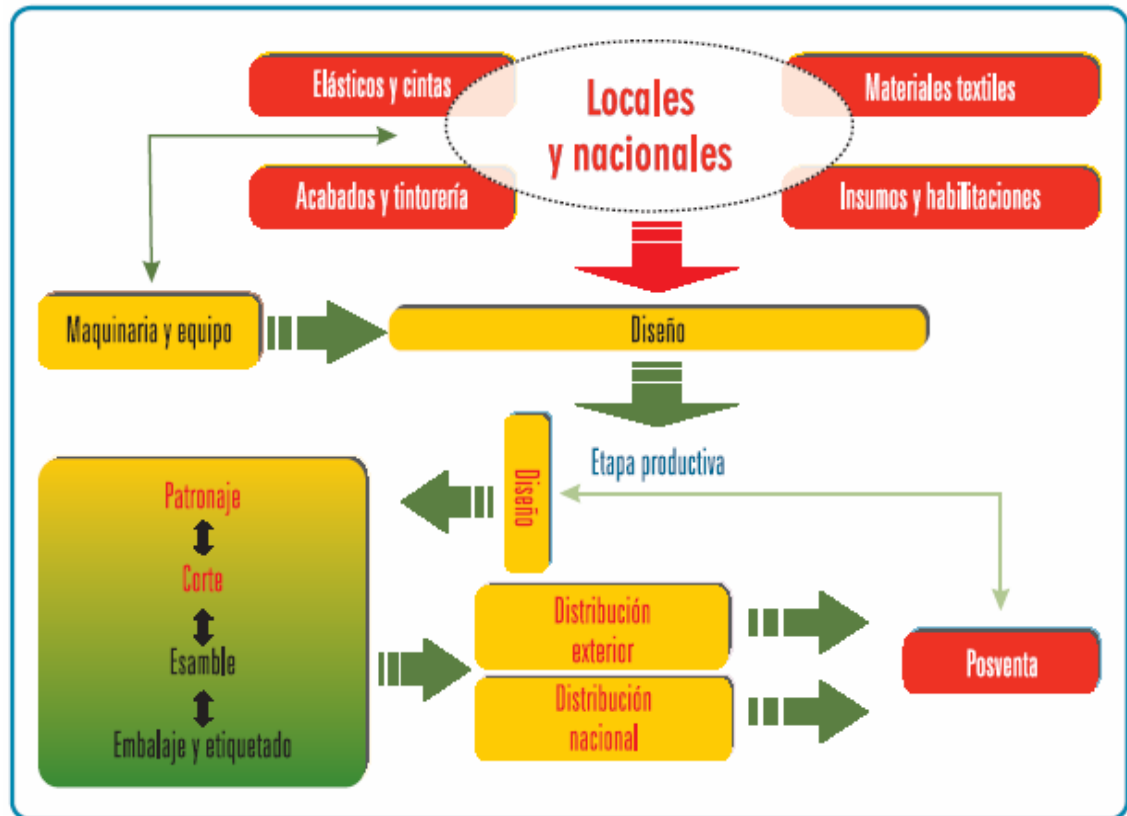 Elásticos y cintas
Locales
y nacionales
Materiales textiles
Acabados y tintorería
Insumos y habilitaciones
Maquinaria y equipo
Diseño
Etapa productiva
Diseño
Patronaje
Corte
Esamble
Embalaje y etiquetado
Distribución
exterior
Distribución
nacional
Posventa